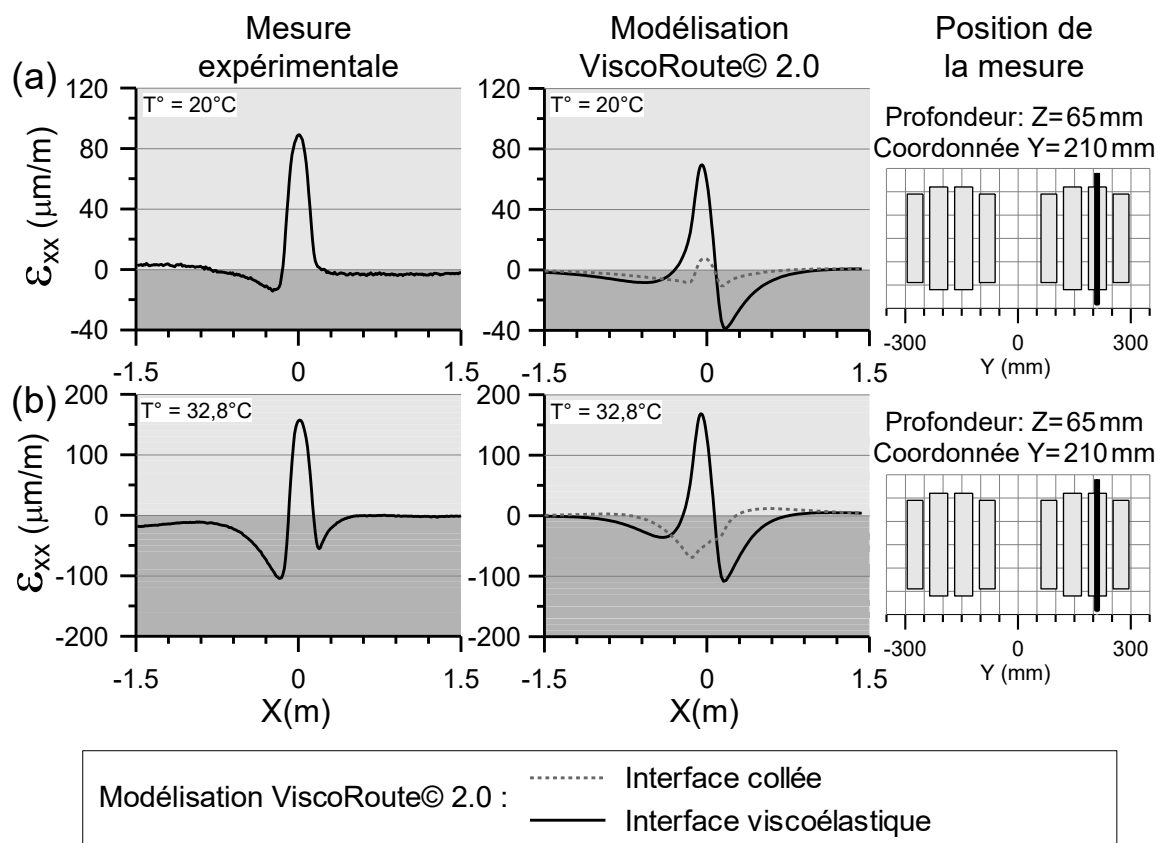 Mesure
expérimentale
Modélisation
ViscoRoute© 2.0
Position de
la mesure
(a)
εxx (μm/m)
120
80
40
0
-40
T° = 20°C
-1.5
0
1.5
120
80
40
0
-40
T° = 20°C
-1.5
0
1.5
Profondeur: Z=65mm
Coordonnée Y=210mm
-300
0
300
Y (mm)
(b)
εxx (μm/m)
200
100
0
-100
-200
T° = 32,8°C
-1.5
0
1.5
X(m)
200
100
0
-100
-200
T° = 32,8°C
-1.5
0
1.5
X(m)
Profondeur: Z=65mm
Coordonnée Y=210mm
-300
0
300
Y (mm)
Modélisation ViscoRoute© 2.0 :
Interface collée
Interface viscoélastique